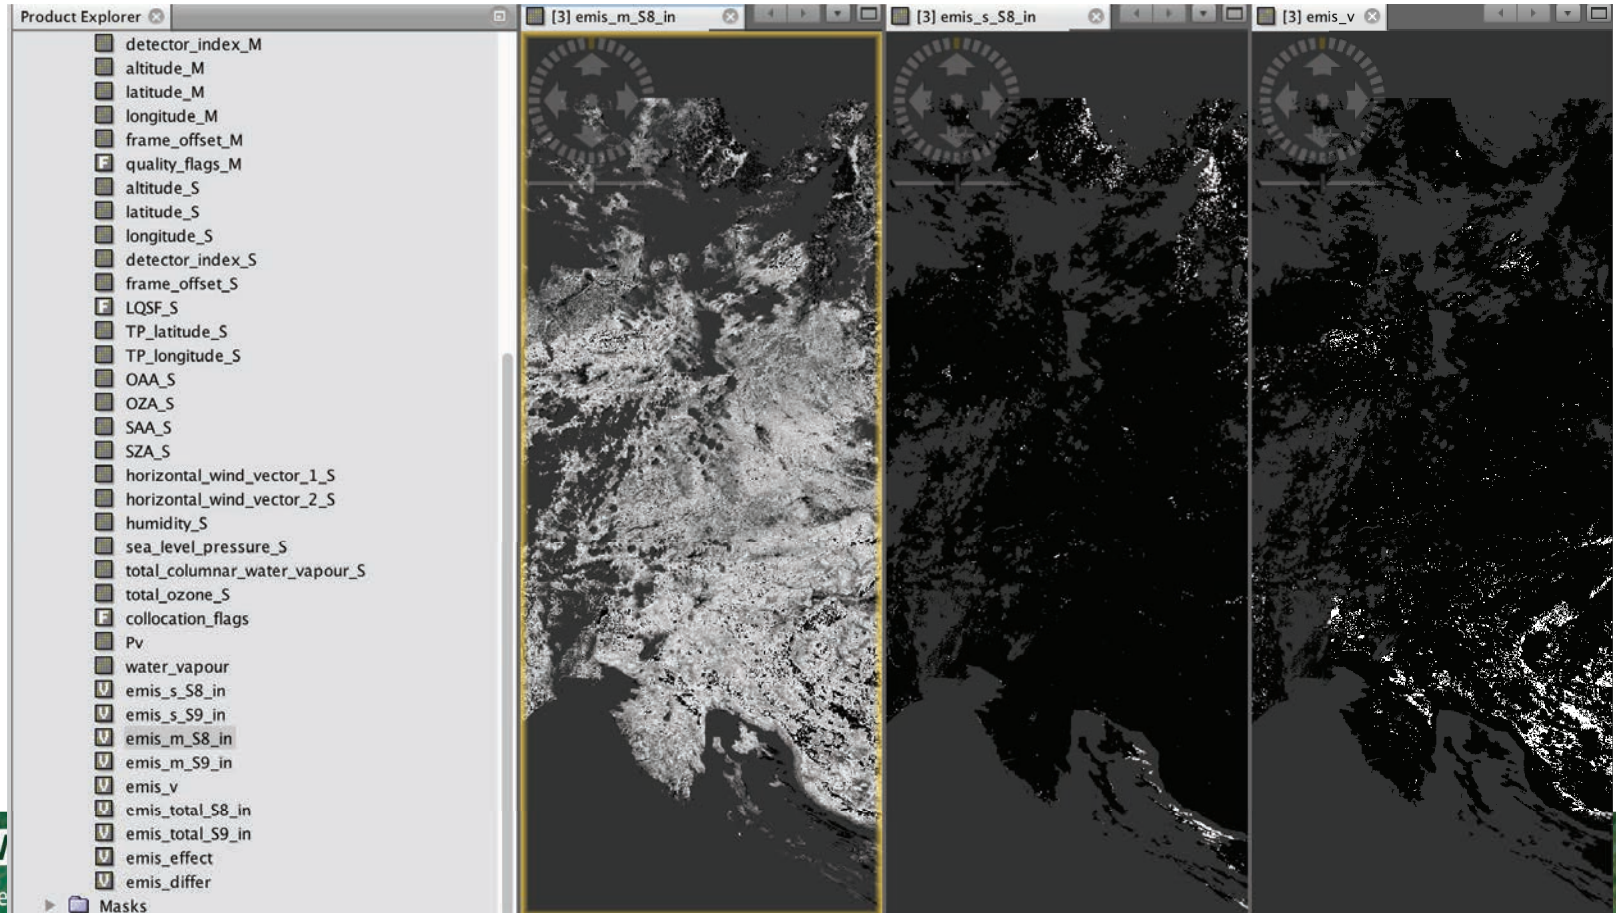 Product Explorer
detector_index_M
altitude_M
latitude_M
longitude_M
frame_offset_M
quality_flags_M
altitude_S
latitude_S
longitude_S
detector_index_S
frame_offset_S
LQSF_S
TP_latitude_S
TP_longitude_S
OAA_S
OZA_S
SAA_S
SZA_S
horizontal_wind_vector_1_S
horizontal_wind_vector_2_S
humidity_S
sea_level_pressure_S
total_columnar_water_vapour_S
total_ozone_S
collocation_flags
Pv
water_vapour
emis_s_S8_in
emis_s_S9_in
emis_m_S8_in
emis_m_S9_in
emis_v
emis_total_S8_in
emis_total_S9_in
emis_effect
emis_differ
Masks
[3] emis_m_S8_in
[3] emis_s_S8_in
[3] emis_v